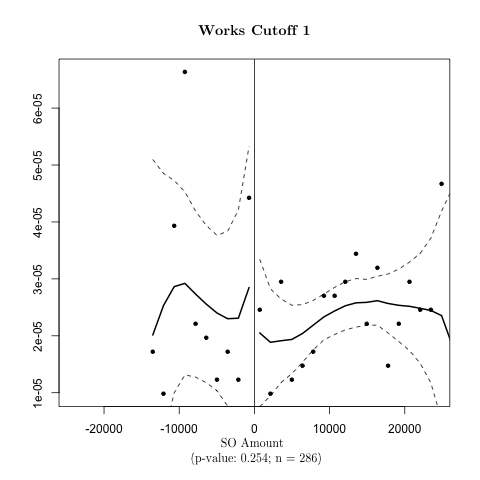 Works Cutoff 1
6e-05
5e-05
4e-05
3e-05
2e-05
1e-05
-20000 -10000 0 10000 20000
SO Amount
(p-value: 0.254; n = 286)